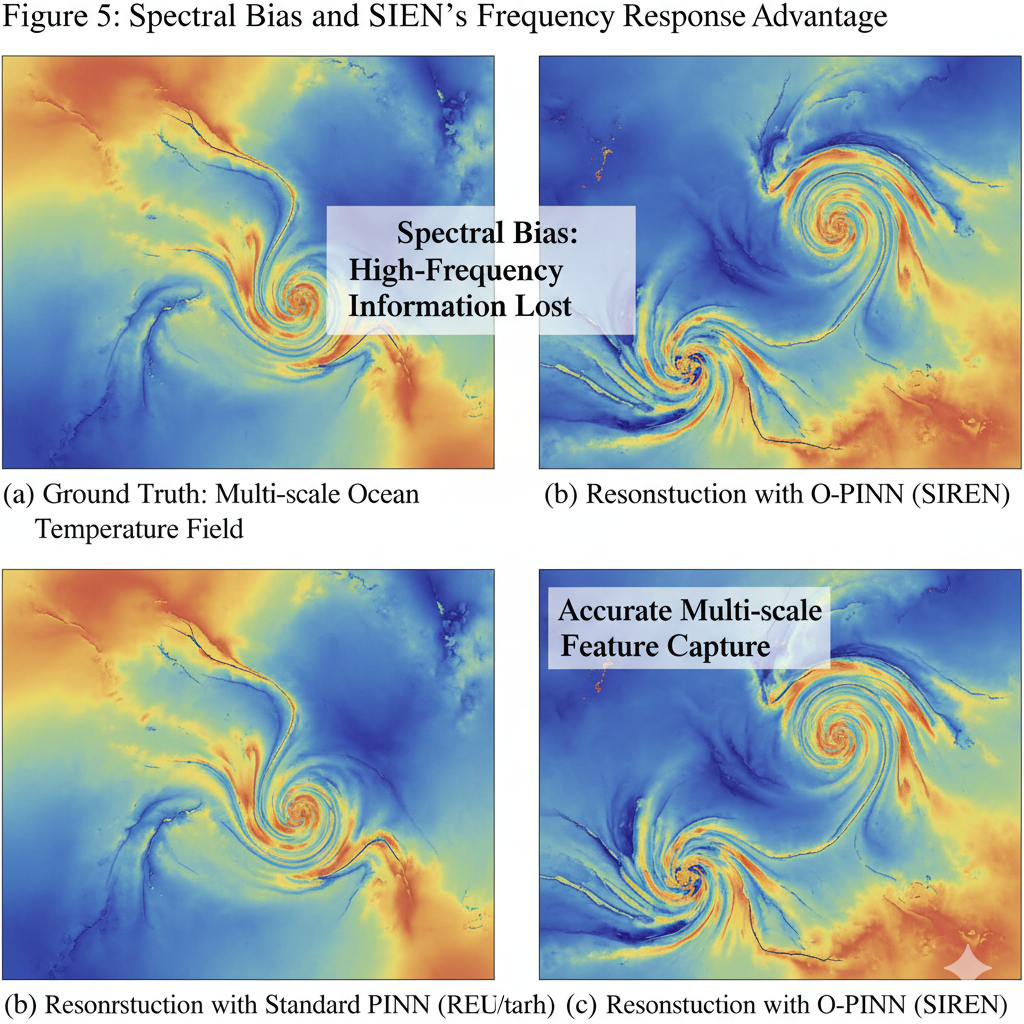 Figure 5: Spectral Bias and SIEN's Frequency Response Advantage
Spectral Bias:
High-Frequency
Information Lost
(a) Ground Truth: Multi-scale Ocean
Temperature Field
(b) Resonstuction with O-PINN (SIREN)
Accurate Multi-scale
Feature Capture
(b) Resonrstuction with Standard PINN (REU/tarh)
(c) Resonstuction with O-PINN (SIREN)